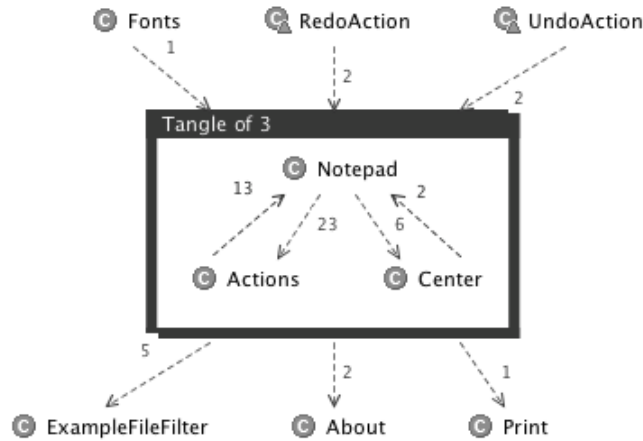 C Fonts
C RedoAction
C UndoAction
1
2
2
Tangle of 3
C Notepad
13
23
6
2
C Actions
C Center
5
2
1
C ExampleFileFilter
C About
C Print